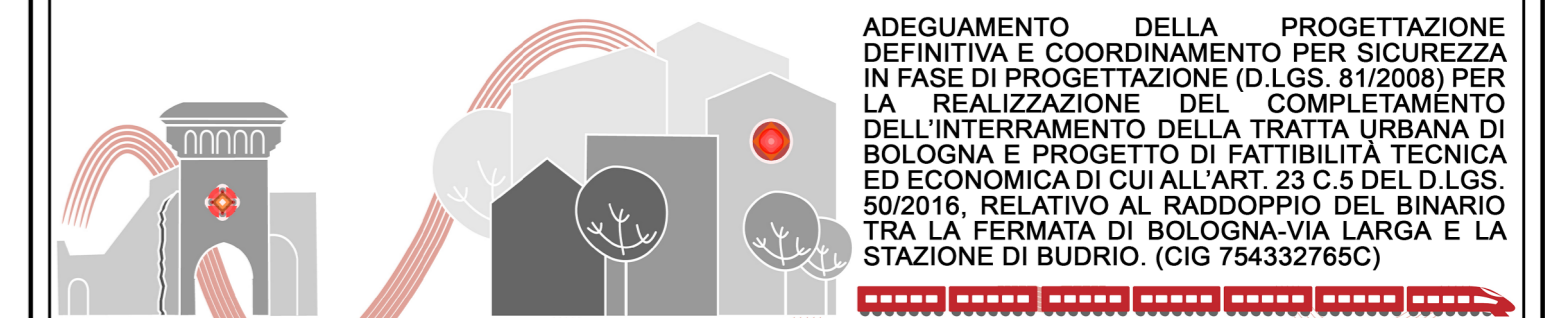 ADEGUAMENTO DELLA PROGETTAZIONE
DEFINITIVA E COORDINAMENTO PER SICUREZZA
IN FASE DI PROGETTAZIONE (D.LGS. 81/2008) PER
LA REALIZZAZIONE DEL COMPLETAMENTO
DELL'INTERRAMENTO DELLA TRATTA URBANA DI
BOLOGNA E PROGETTO DI FATTIBILITÀ TECNICA
ED ECONOMICA DI CUI ALL'ART. 23 C.5 DEL D.LGS.
50/2016, RELATIVO AL RADDOPPIO DEL BINARIO
TRA LA FERMATA DI BOLOGNA-VIA LARGA E LA
STAZIONE DI BUDRIO. (CIG 754332765C)